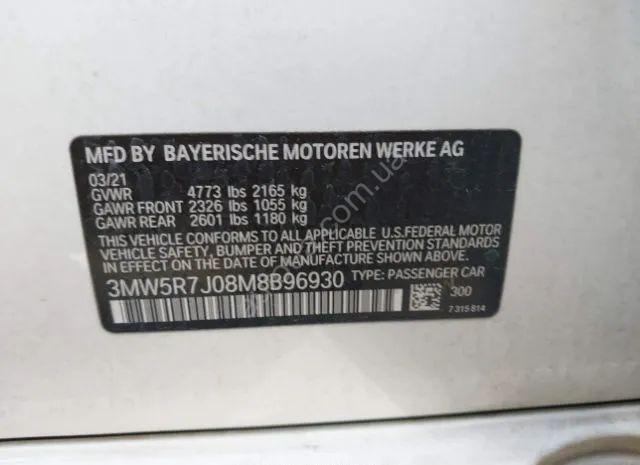 MFD BY BAYERISCHE MOTOREN WERKE AG
03/21
GVWR 4773 lbs 2165 kg
GAWR FRONT 2326 lbs 1055 kg
GAWR REAR 2601 lbs 1180 kg
THIS VEHICLE CONFORMS TO ALL APPLICABLE U.S.FEDERAL MOTOR
VEHICLE SAFETY, BUMPER AND THEFT PREVENTION STANDARDS
IN EFFECT ON THE DATE OF MANUFACTURE SHOWN ABOVE.
3MW5R7J08M8B96930 TYPE: PASSENGER CAR
300
7315814